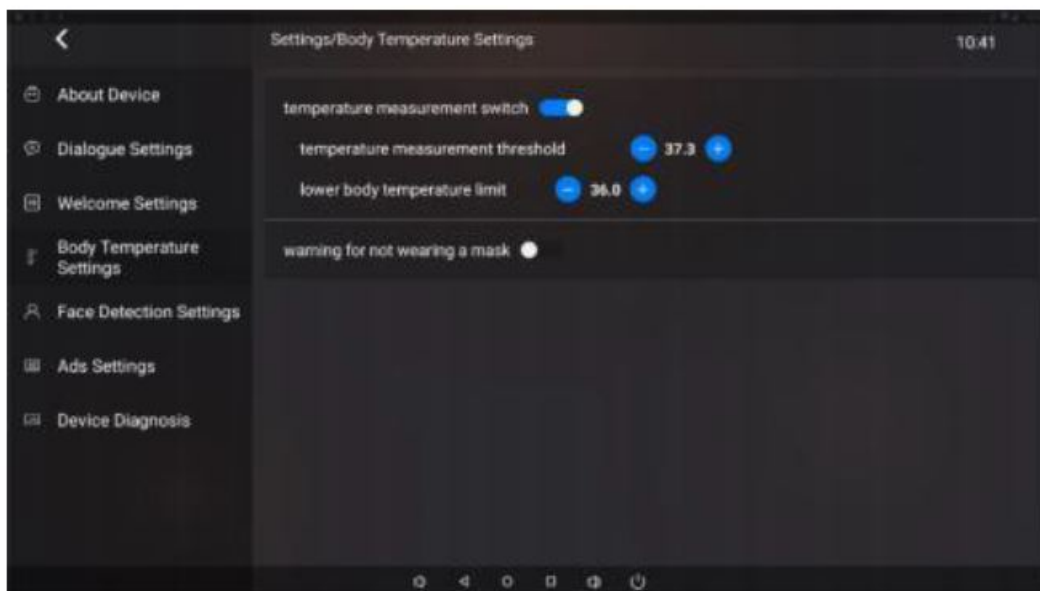 Settings/Body Temperature Settings
10:41
About Device
Dialogue Settings
Welcome Settings
Body Temperature
Settings
Face Detection Settings
Ads Settings
Device Diagnosis
temperature measurement switch
temperature measurement threshold
- 37.3 +
lower body temperature limit
- 36.0 +
warning for not wearing a mask